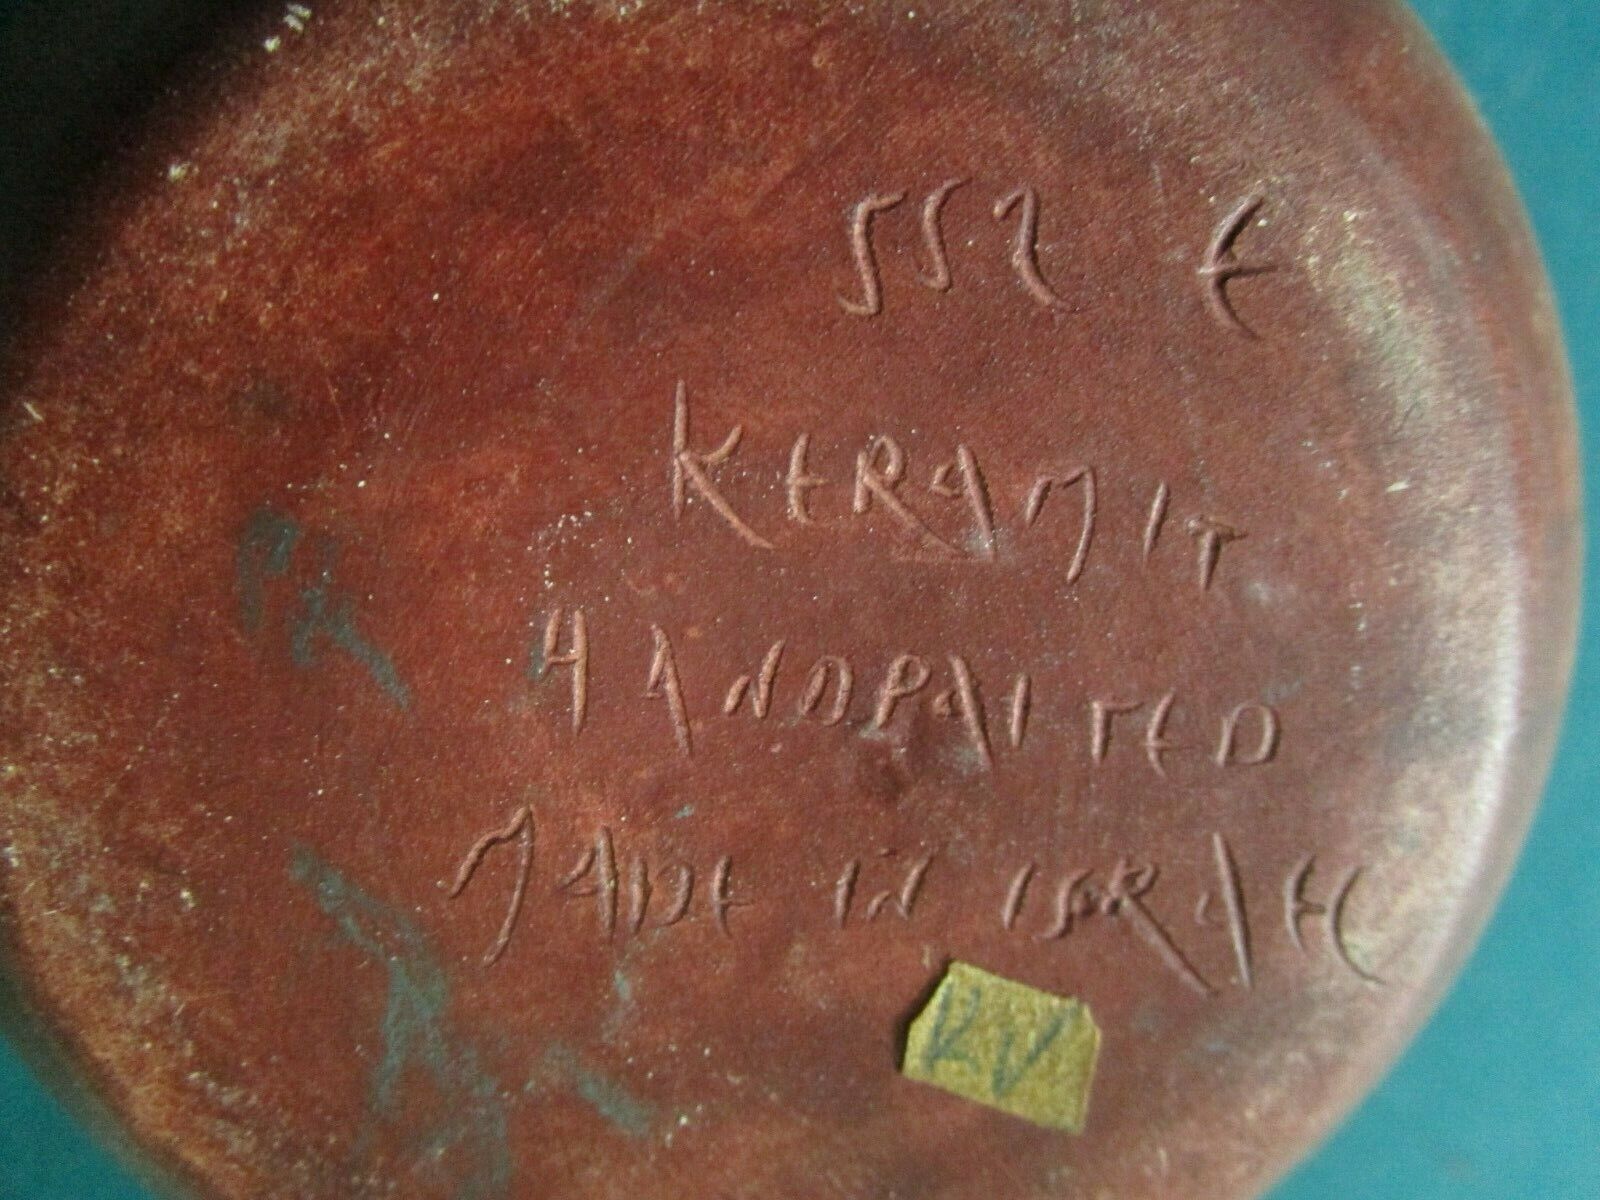 552 E
KERAMIT
HANDPAITED
MADE IN ISRAEL
KV